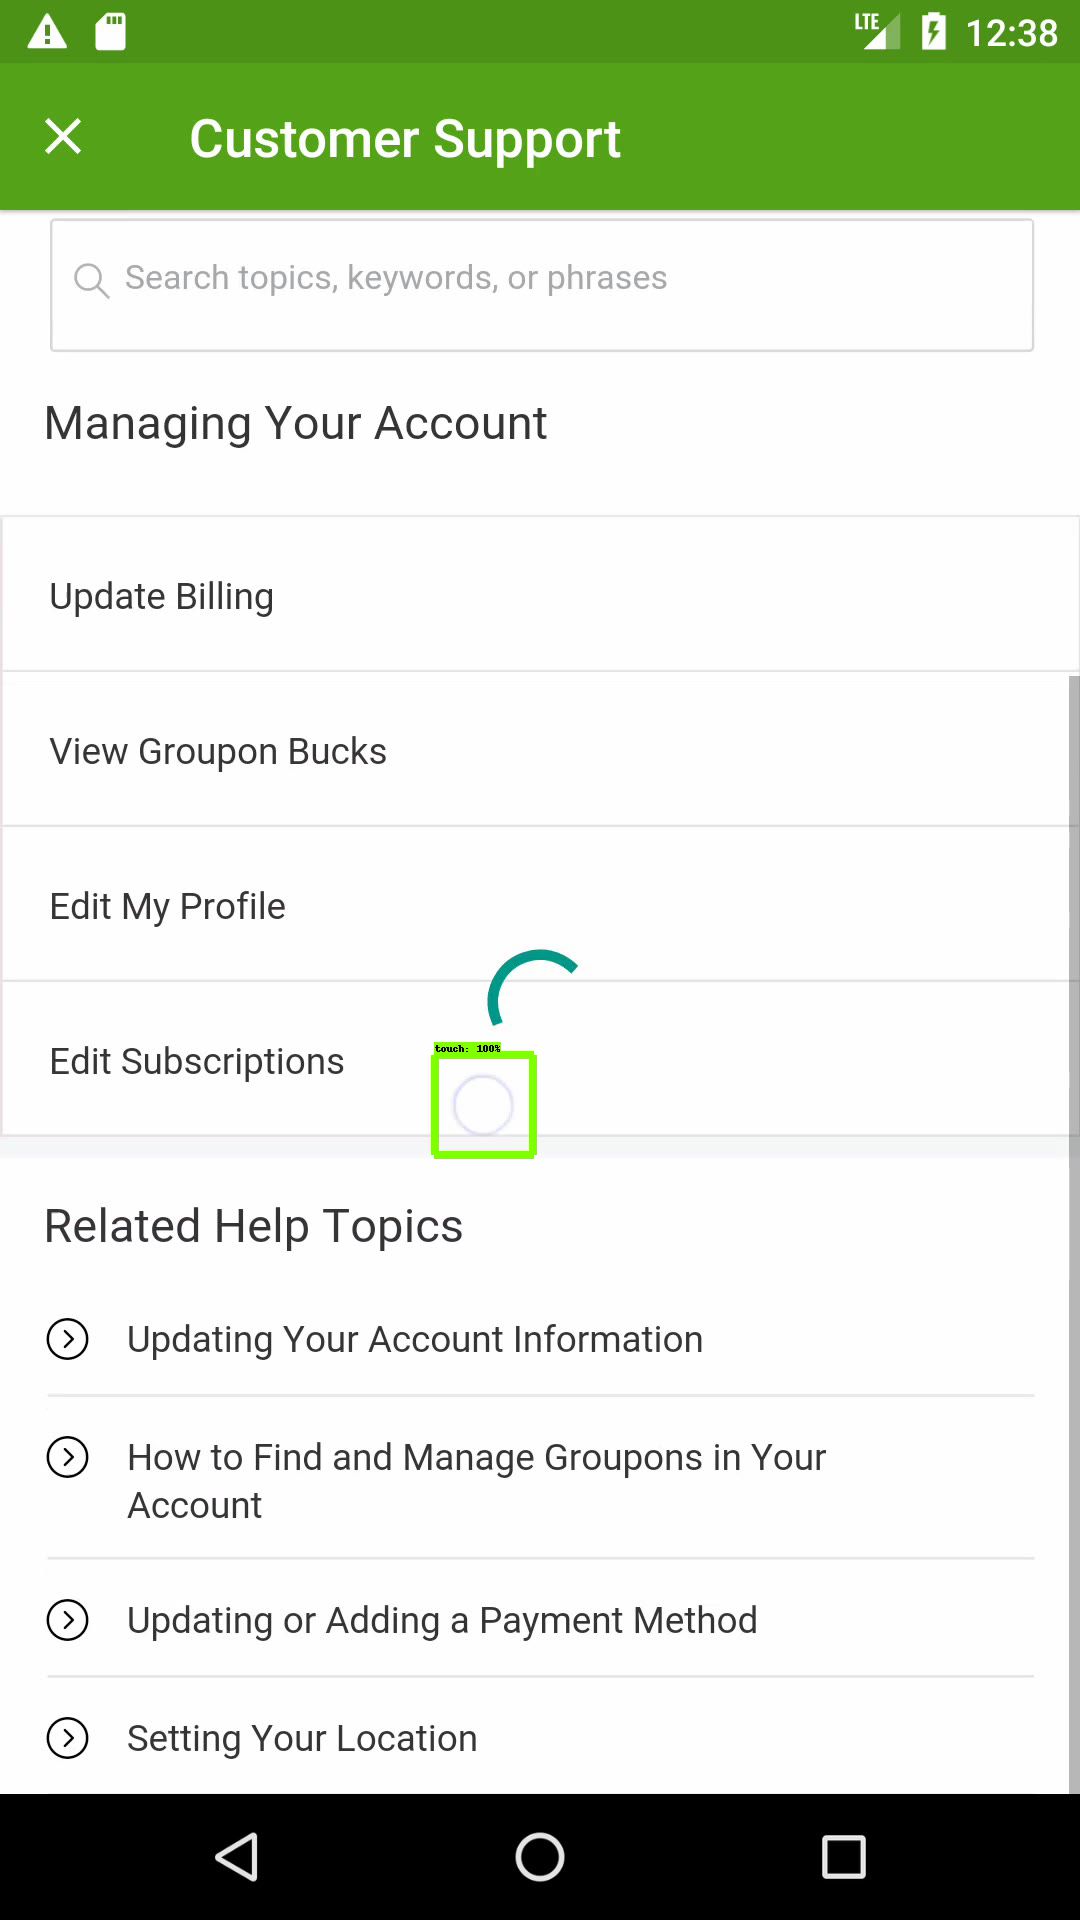 LTE 12:38
Customer Support
Search topics, keywords, or phrases
Managing Your Account
Update Billing
View Groupon Bucks
Edit My Profile
touch: 100%
Edit Subscriptions
Related Help Topics
Updating Your Account Information
How to Find and Manage Groupons in Your
Account
Updating or Adding a Payment Method
Setting Your Location